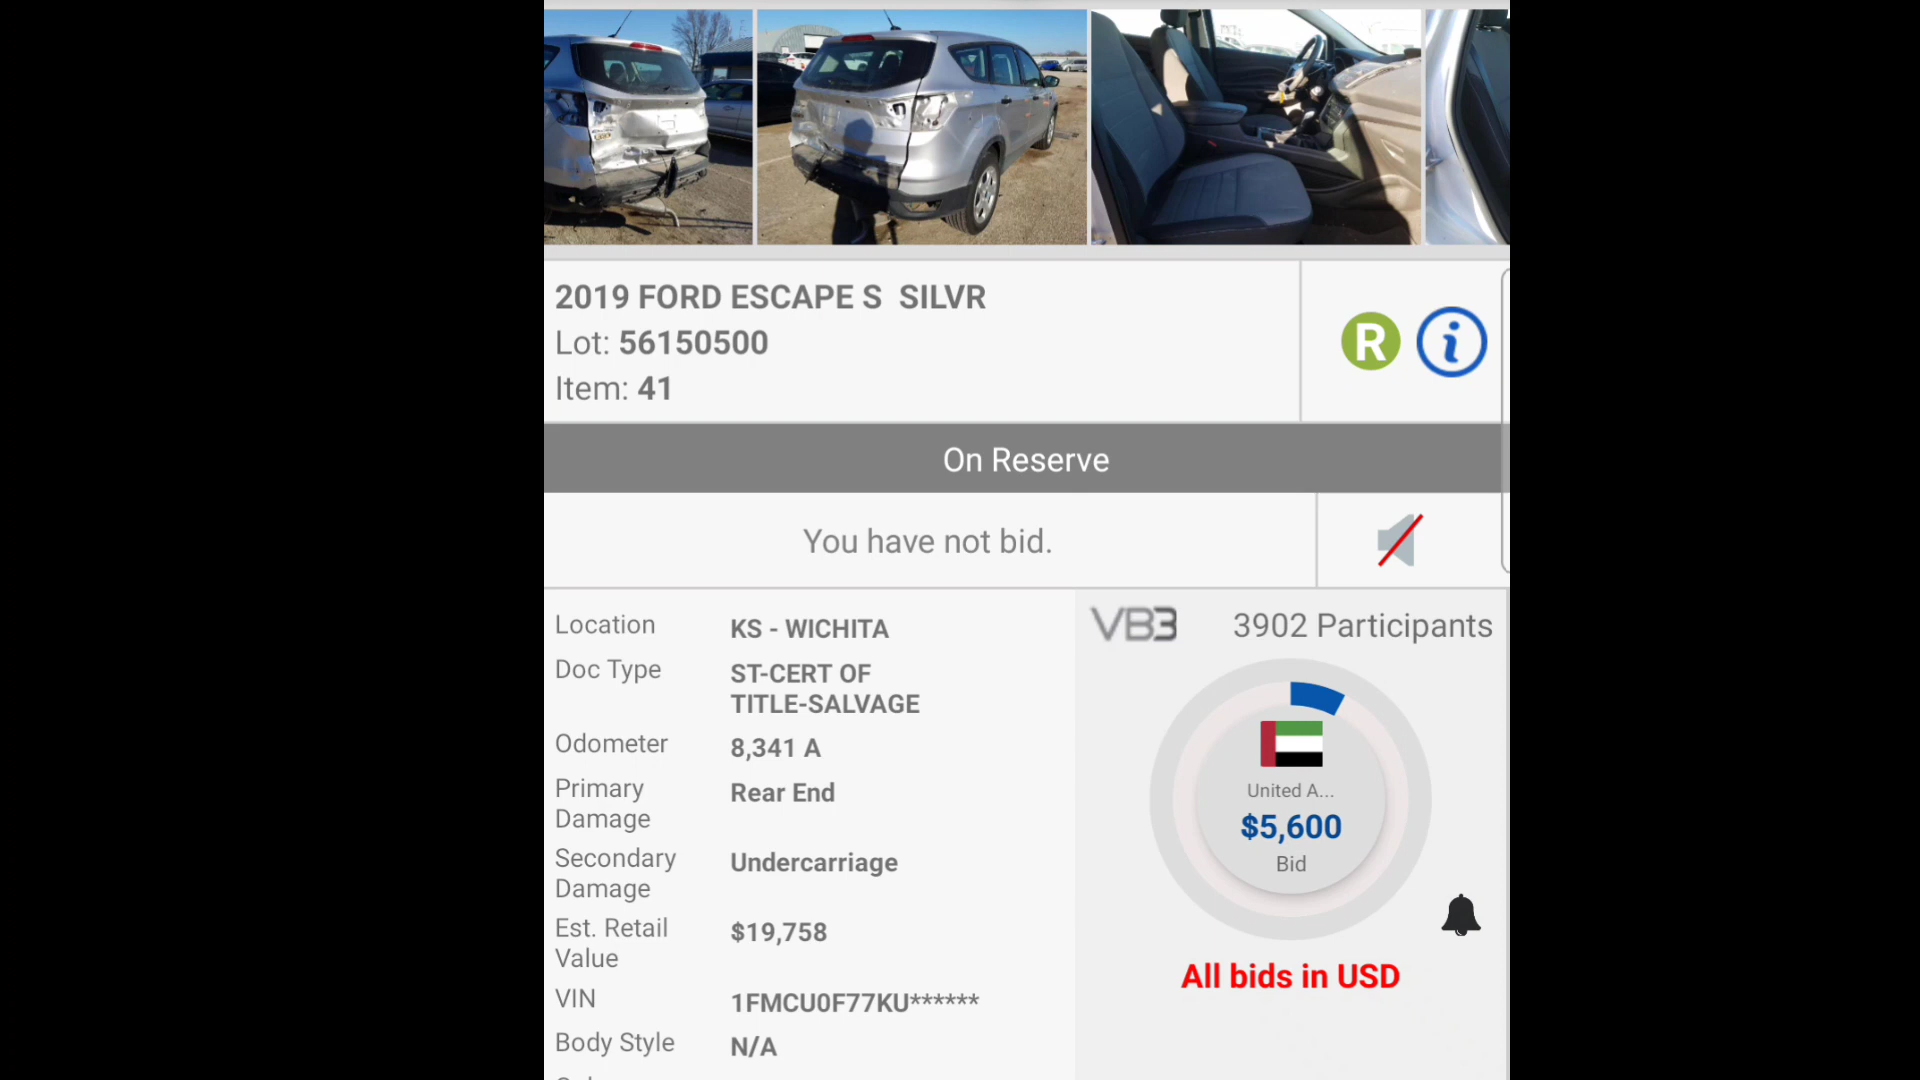 2019 FORD ESCAPE S SILVR
Lot: 56150500
Item: 41
R
i
On Reserve
You have not bid.
Location KS - WICHITA
Doc Type ST-CERT OF
TITLE-SALVAGE
Odometer 8,341 A
Primary
Damage Rear End
Secondary
Damage Undercarriage
Est. Retail
Value $19,758
VIN 1FMCU0F77KU******
Body Style N/A
VB3 3902 Participants
United A...
$5,600
Bid
All bids in USD